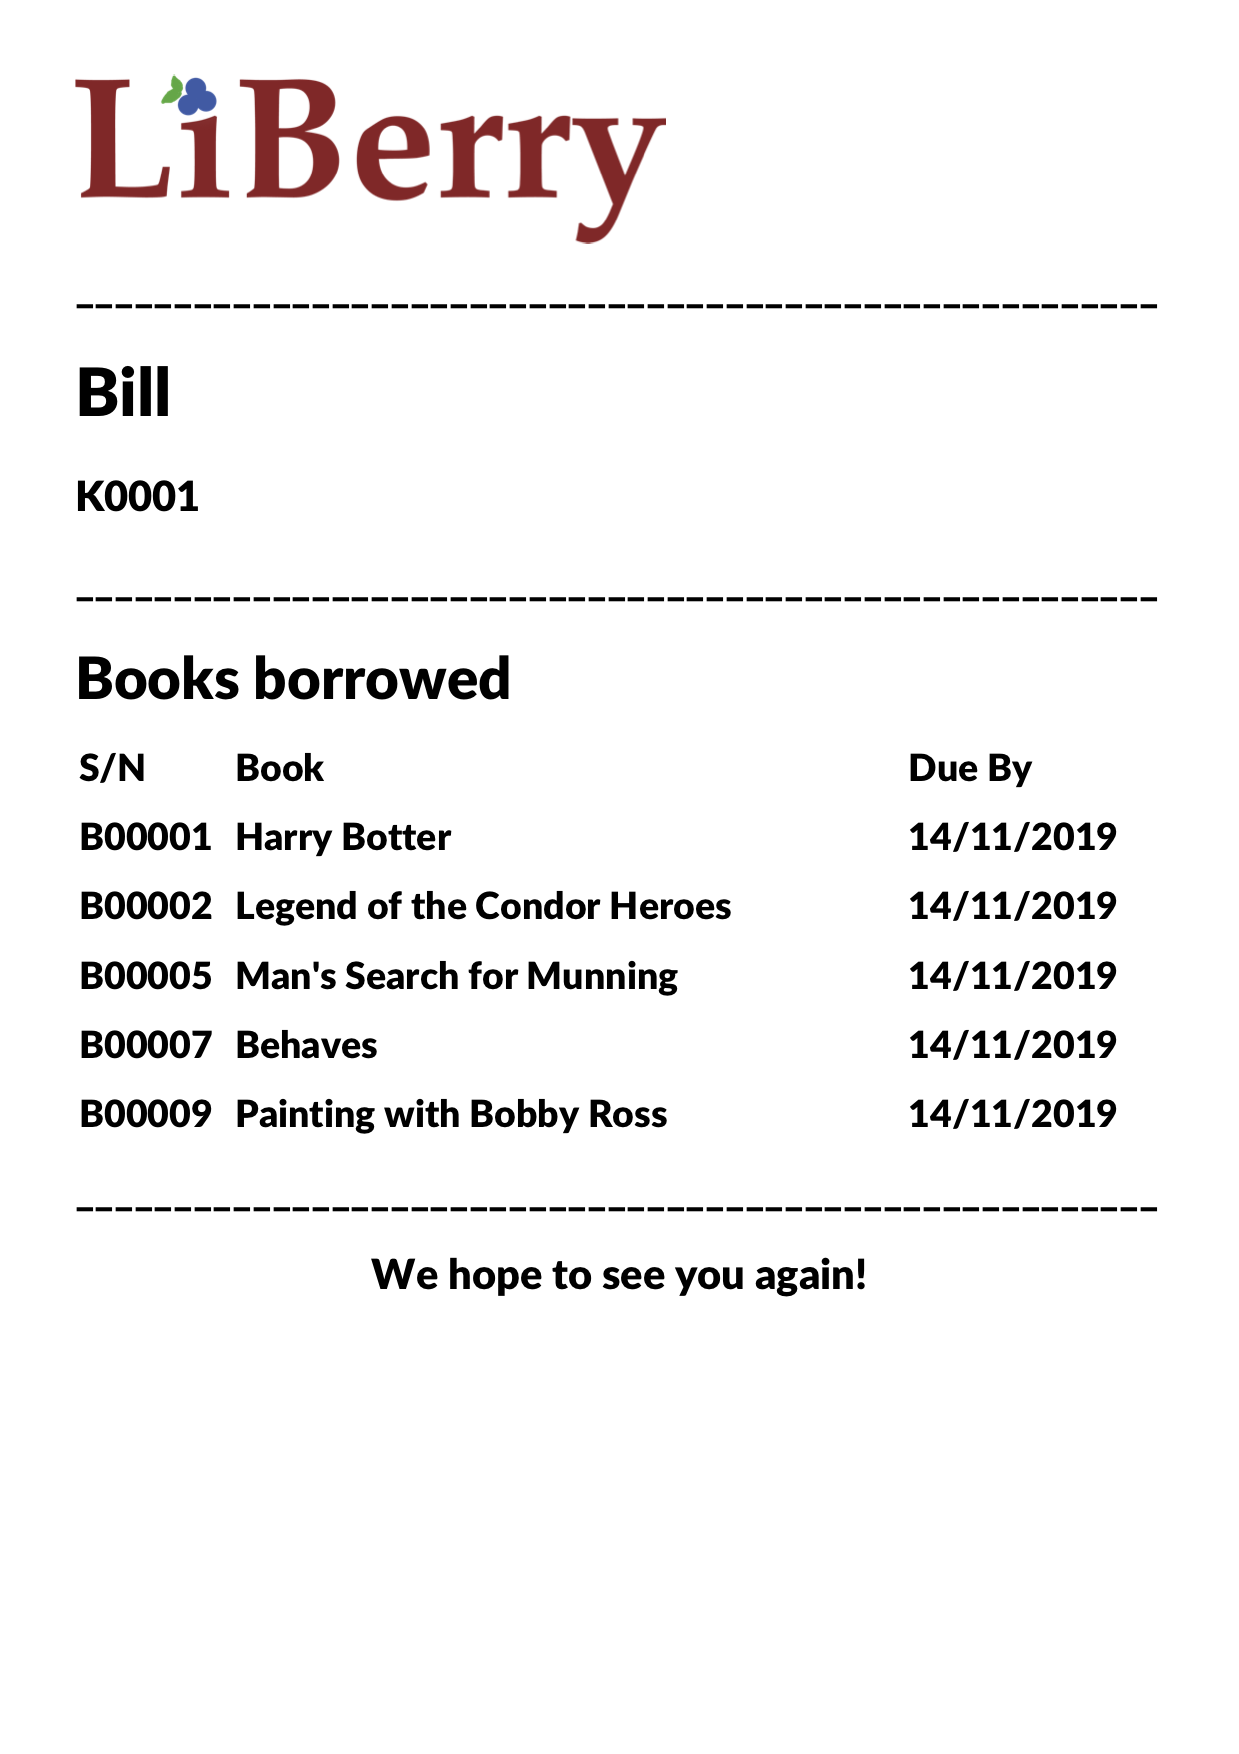 LiBerry
Bill
K0001
Books borrowed
S/N Book Due By
B00001 Harry Botter 14/11/2019
B00002 Legend of the Condor Heroes 14/11/2019
B00005 Man's Search for Munning 14/11/2019
B00007 Behaves 14/11/2019
B00009 Painting with Bobby Ross 14/11/2019
We hope to see you again!